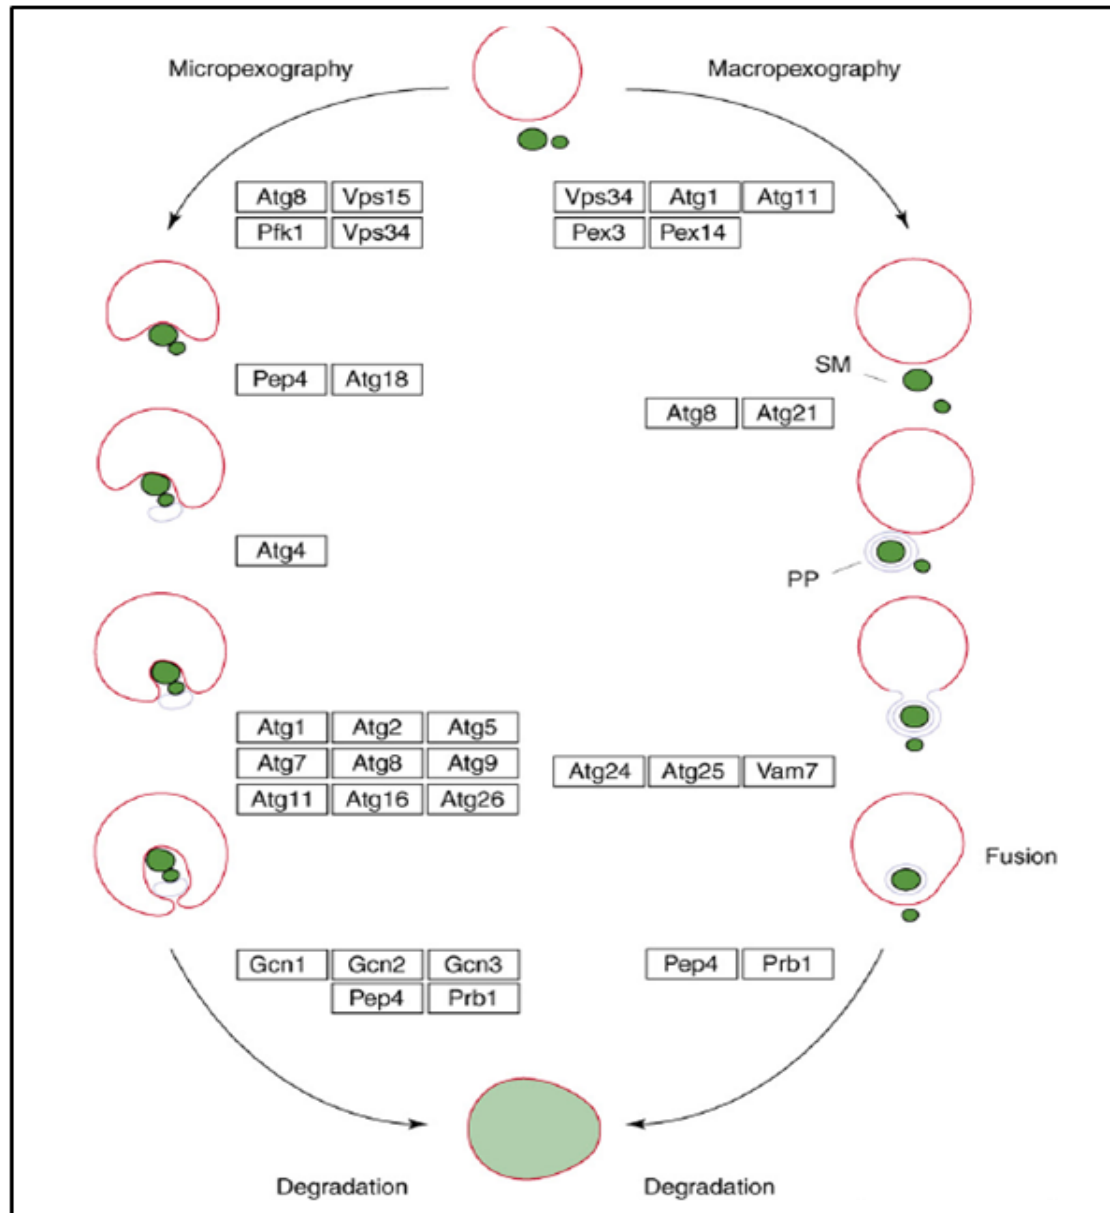 Micropexography
Macropexography
Atg8 Vps15
Pfk1 Vps34
Vps34 Atg1 Atg11
Pex3 Pex14
Pep4 Atg18
SM
Atg8 Atg21
Atg4
PP
Atg1 Atg2 Atg5
Atg7 Atg8 Atg9
Atg11 Atg16 Atg26
Atg24 Atg25 Vam7
Fusion
Gcn1 Gcn2 Gcn3
Pep4 Prb1
Pep4 Prb1
Degradation
Degradation